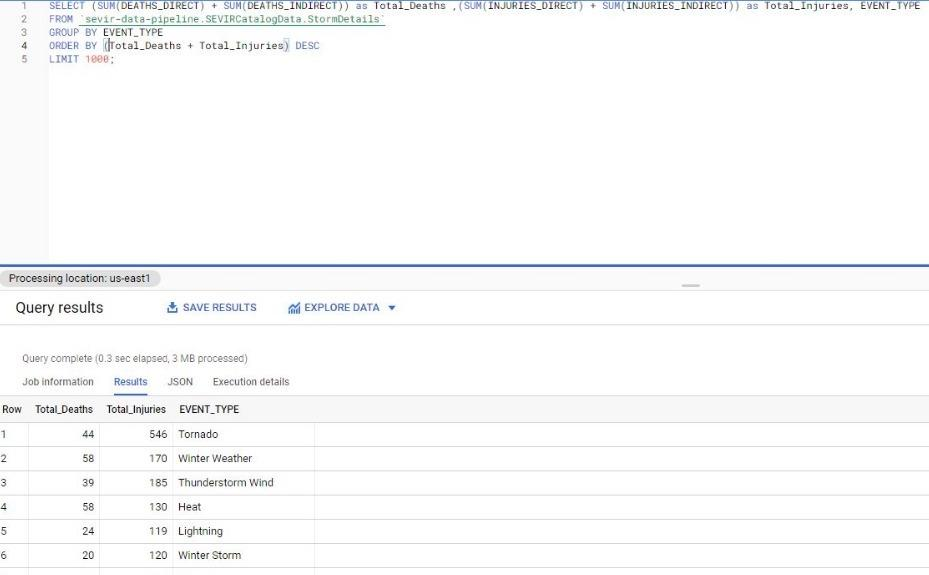 1 SELECT (SUM(DEATHS_DIRECT) + SUM(DEATHS_INDIRECT)) as Total_Deaths ,(SUM(INJURIES_DIRECT) + SUM(INJURIES_INDIRECT)) as Total_Injuries, EVENT_TYPE
2 FROM `sevir-data-pipeline.SEVIRCatalogData.StormDetails`
3 GROUP BY EVENT_TYPE
4 ORDER BY (Total_Deaths + Total_Injuries) DESC
5 LIMIT 1000;
Processing location: us-east1
Query results SAVE RESULTS EXPLORE DATA
Query complete (0.3 sec elapsed, 3 MB processed)
Job information Results JSON Execution details
Row Total_Deaths Total_Injuries EVENT_TYPE
1 44 546 Tornado
2 58 170 Winter Weather
3 39 185 Thunderstorm Wind
4 58 130 Heat
5 24 119 Lightning
6 20 120 Winter Storm